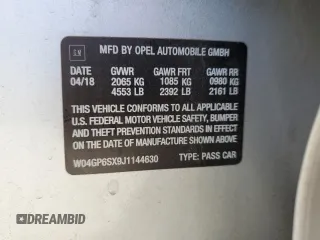 GM MFD BY OPEL AUTOMOBILE GMBH
DATE GVWR GAWR FRT GAWR RR
04/18 2065 KG 1085 KG 0980 KG
4553 LB 2392 LB 2161 LB
THIS VEHICLE CONFORMS TO ALL APPLICABLE
U.S. FEDERAL MOTOR VEHICLE SAFETY, BUMPER
AND THEFT PREVENTION STANDARDS IN EFFECT
ON THE DATE OF MANUFACTURE SHOWN ABOVE.
W04GP6SX9J1144630 TYPE: PASS CAR
DREAMBID